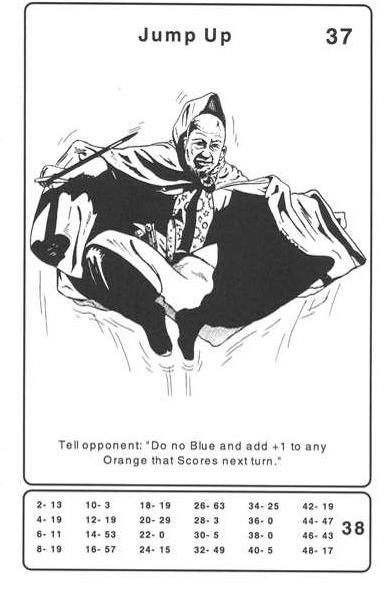 Jump Up 37
Tell opponent: "Do no Blue and add +1 to any
Orange that Scores next turn."
2- 13 10- 3 18- 19 26- 63 34- 25 42- 19
4- 19 12- 19 20- 29 28- 3 36- 0 44- 47
6- 11 14- 53 22- 0 30- 5 38- 0 46- 43
8- 19 16- 57 24- 15 32- 49 40- 5 48- 17
38